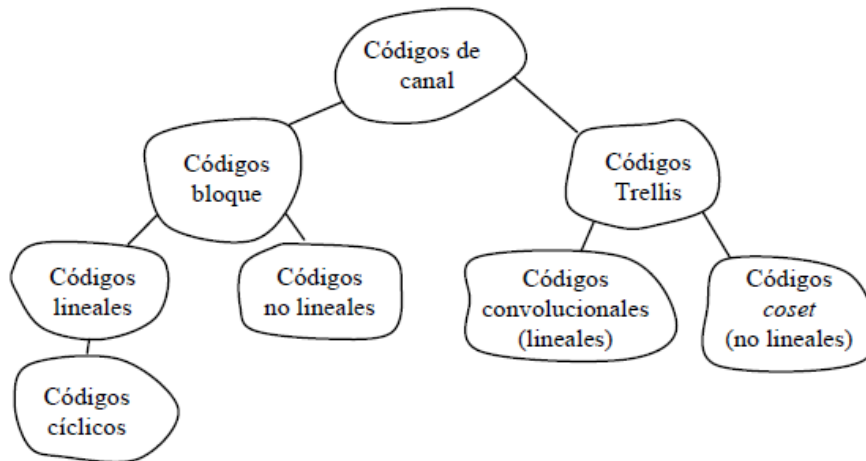 Códigos de
canal
Códigos
bloque
Códigos
Trellis
Códigos
lineales
Códigos
no lineales
Códigos
convolucionales
(lineales)
Códigos
coset
(no lineales)
Códigos
cíclicos